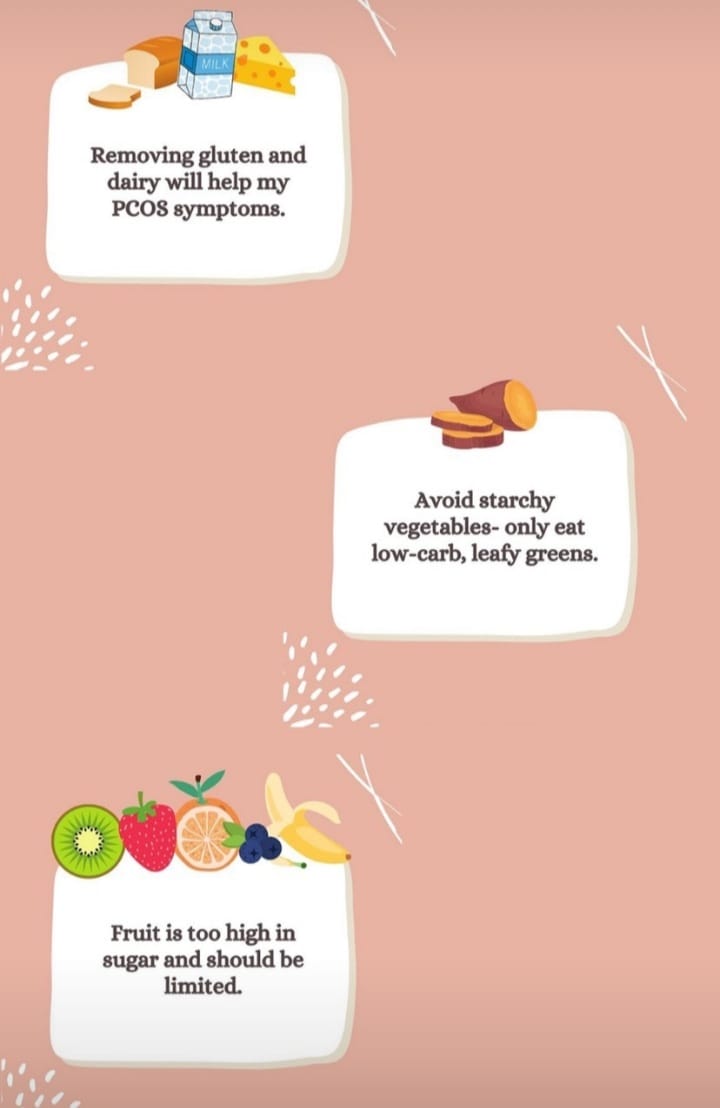 MILK
Removing gluten and
dairy will help my
PCOS symptoms.
Avoid starchy
vegetables- only eat
low-carb, leafy greens.
Fruit is too high in
sugar and should be
limited.